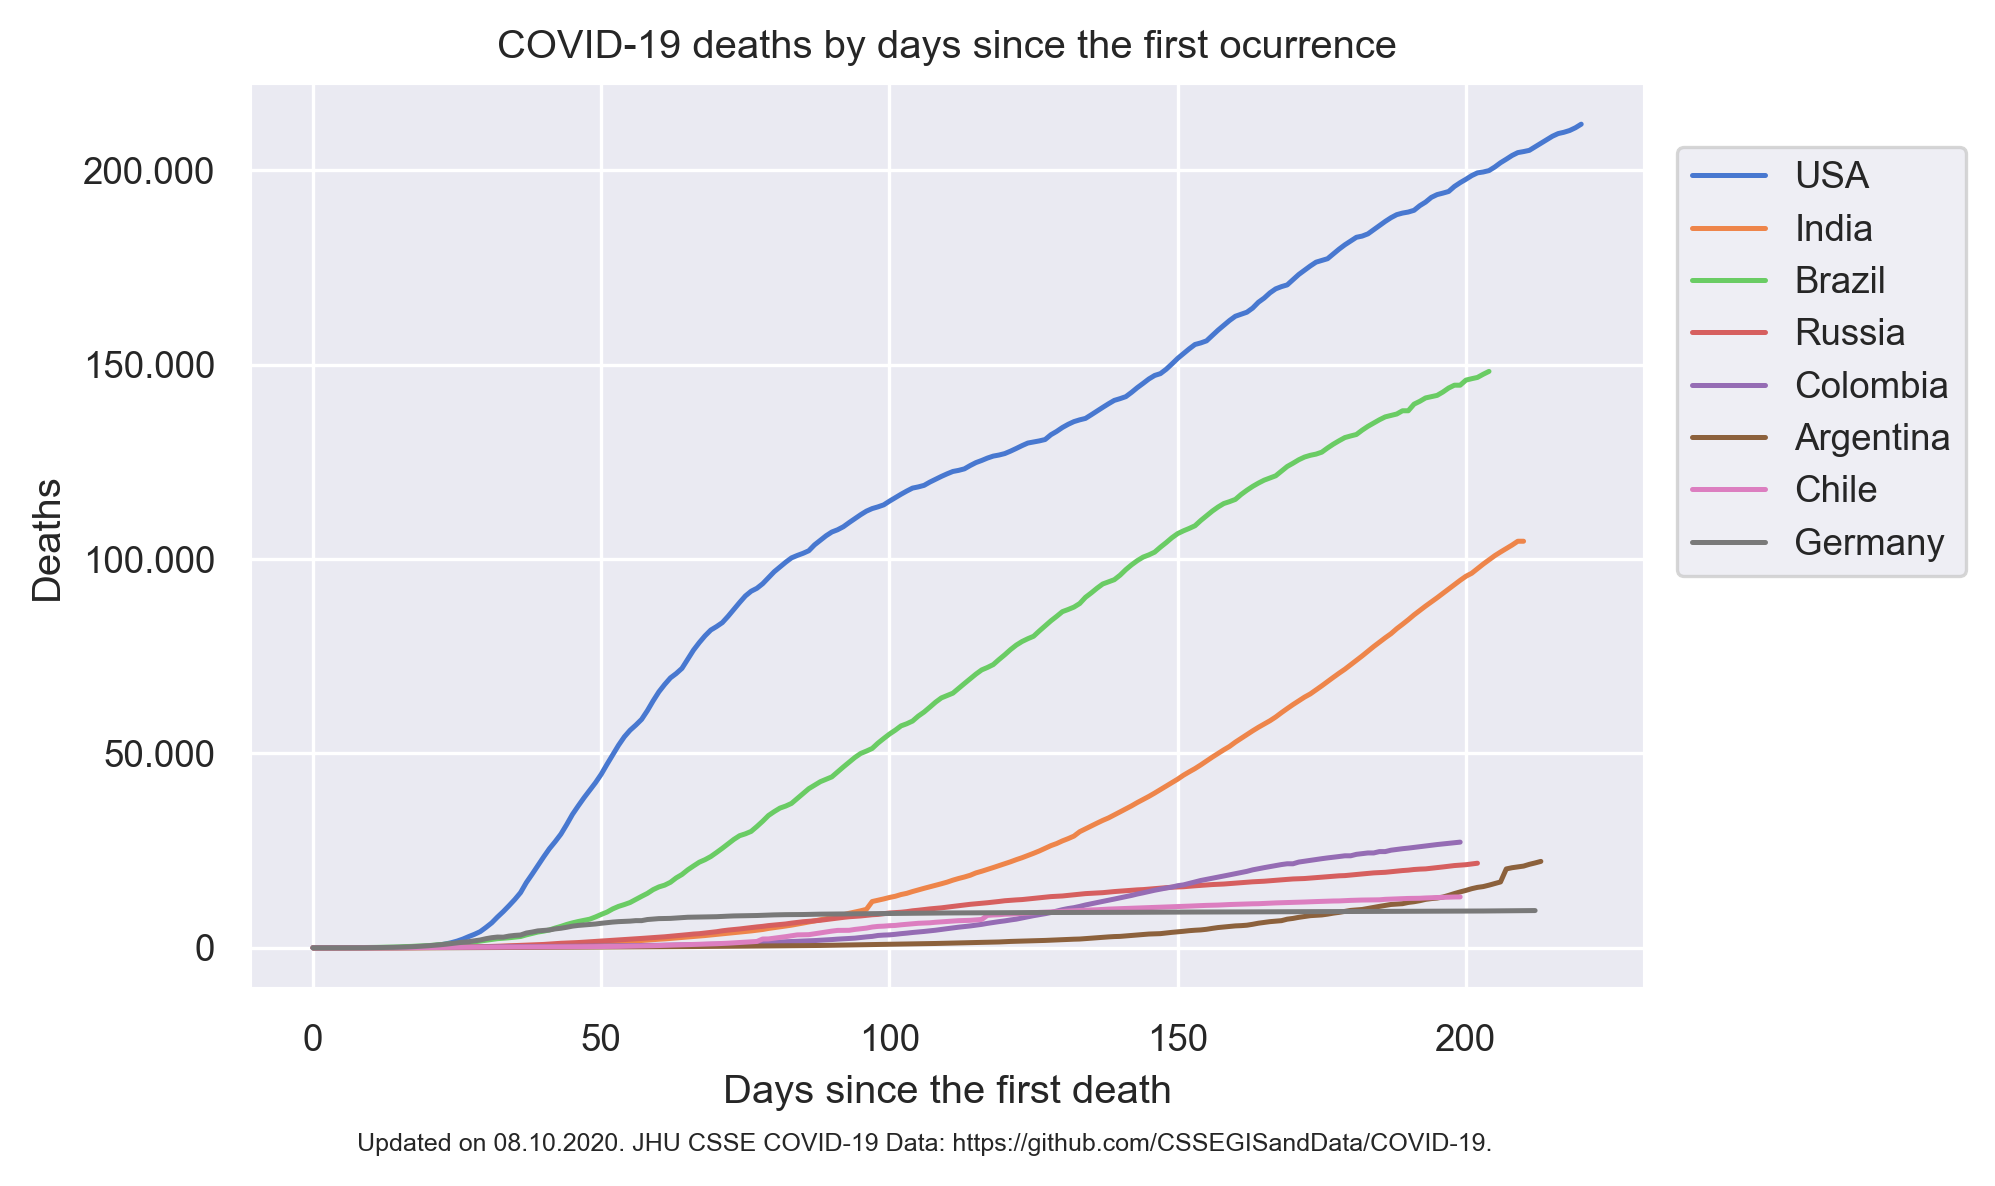 COVID-19 deaths by days since the first ocurrence
200.000
150.000
100.000
50.000
0
Deaths
0 50 100 150 200
Days since the first death
USA
India
Brazil
Russia
Colombia
Argentina
Chile
Germany
Updated on 08.10.2020. JHU CSSE COVID-19 Data: https://github.com/CSSEGISandData/COVID-19.